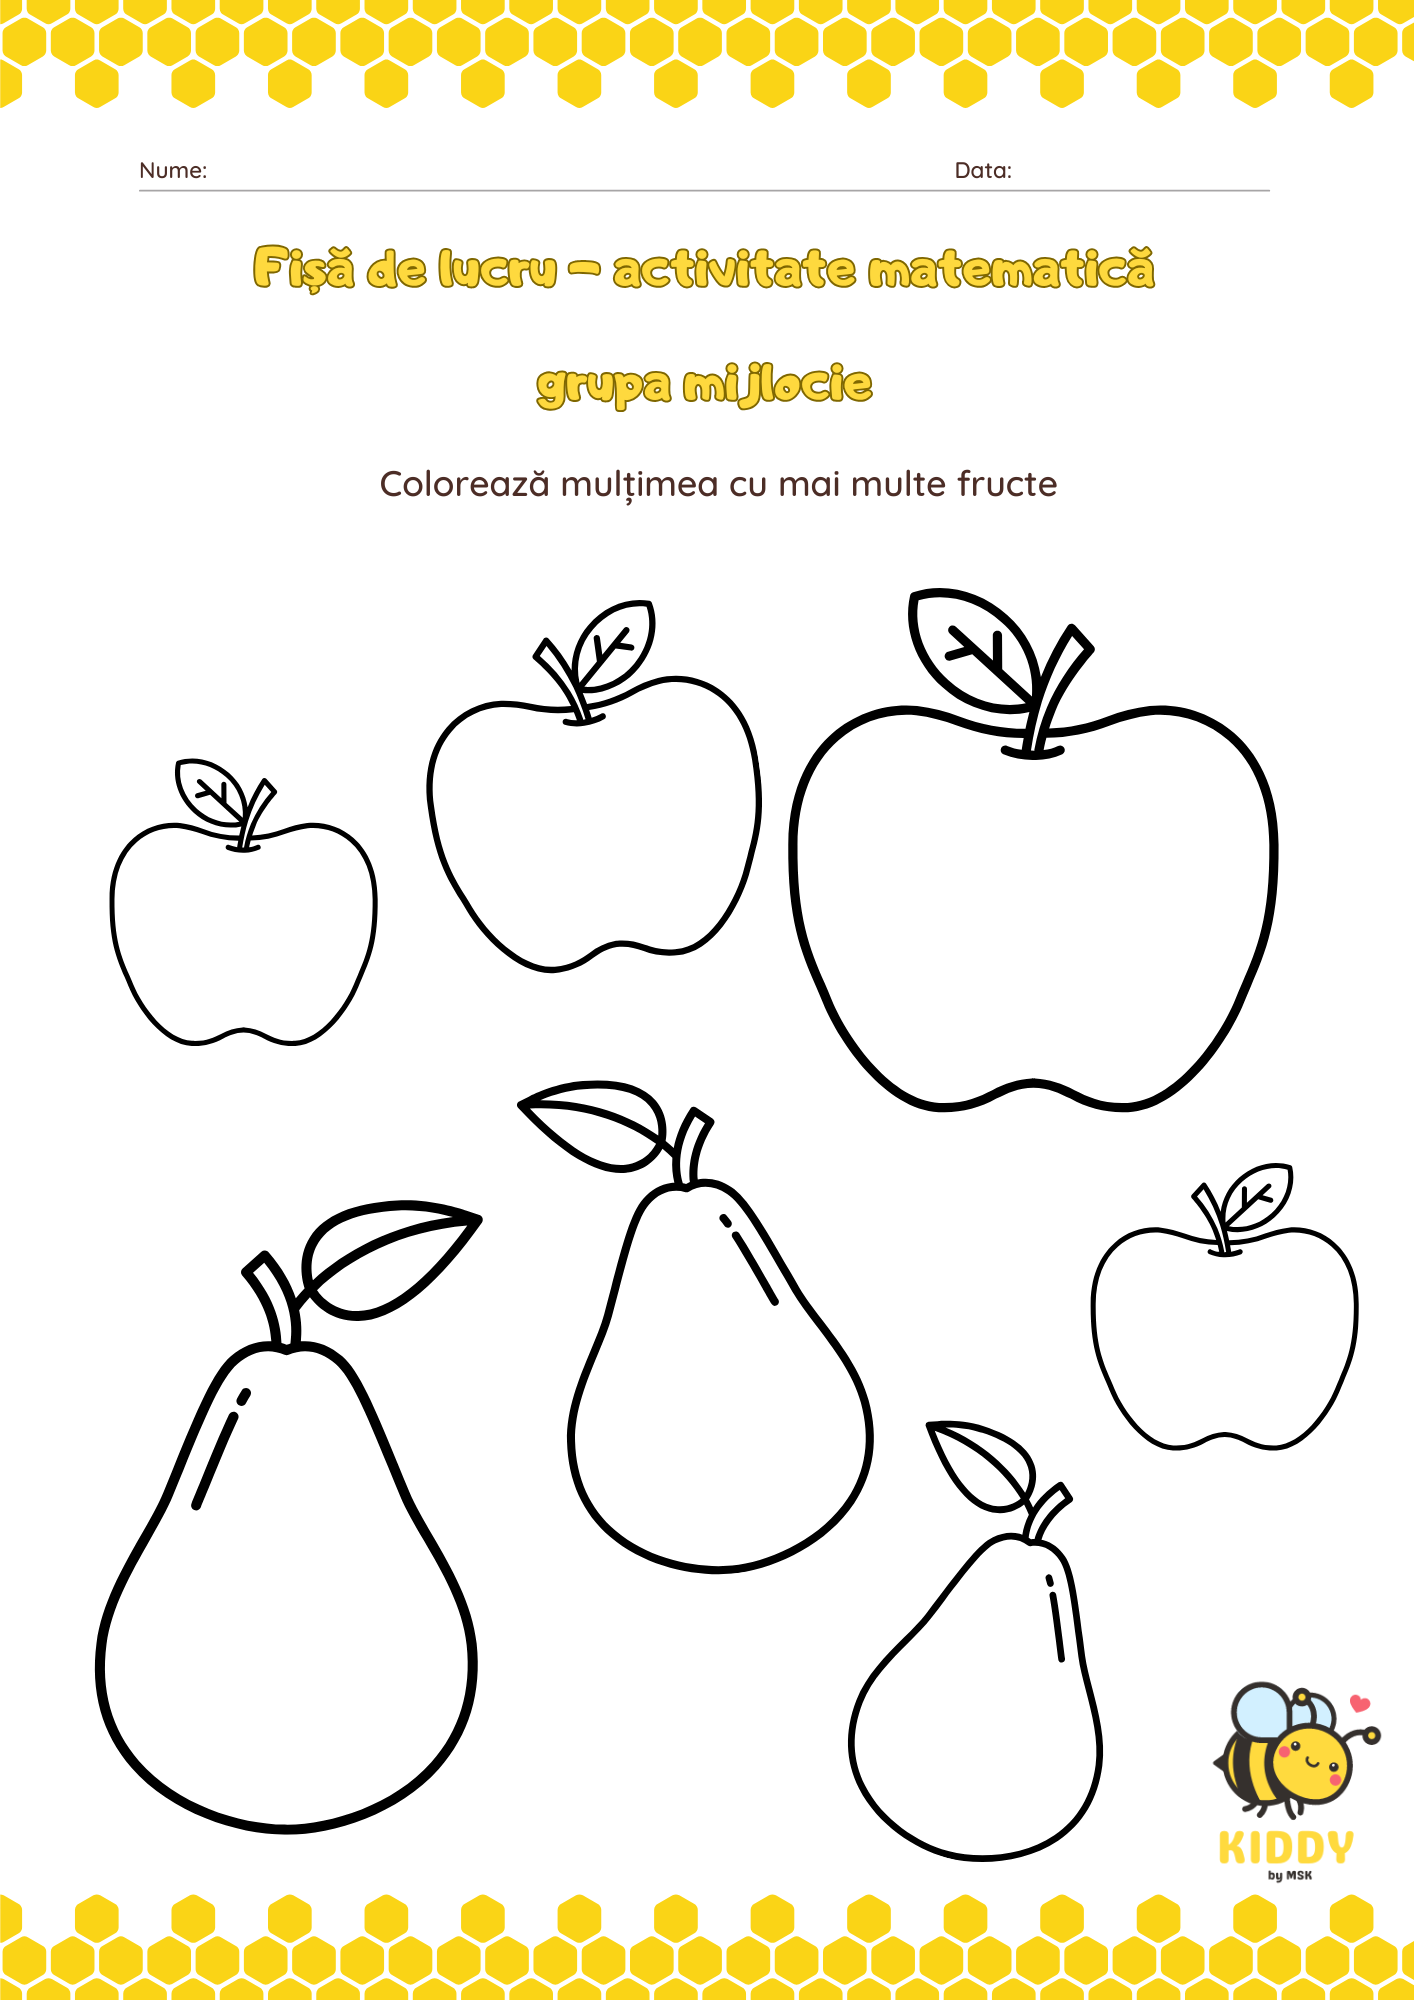 Nume: Data:
Fișă de lucru - activitate matematică
grupa mijlocie
Colorează mulțimea cu mai multe fructe
KIDDY
by MSK